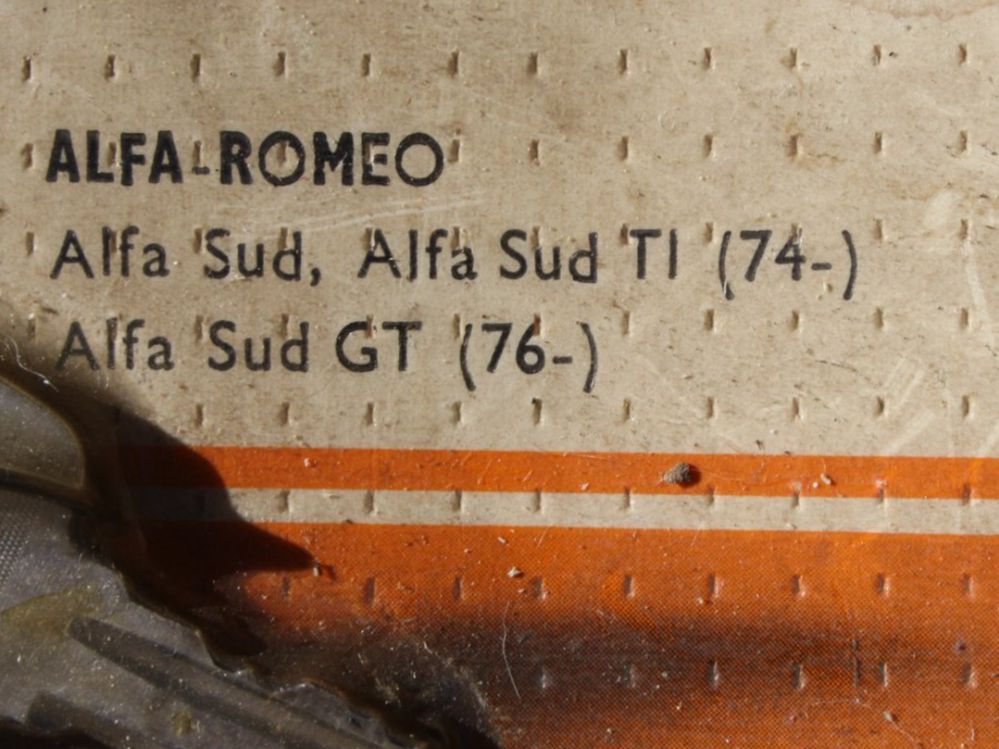 ALFA-ROMEO
Alfa Sud, Alfa Sud TI (74-)
Alfa Sud GT (76-)